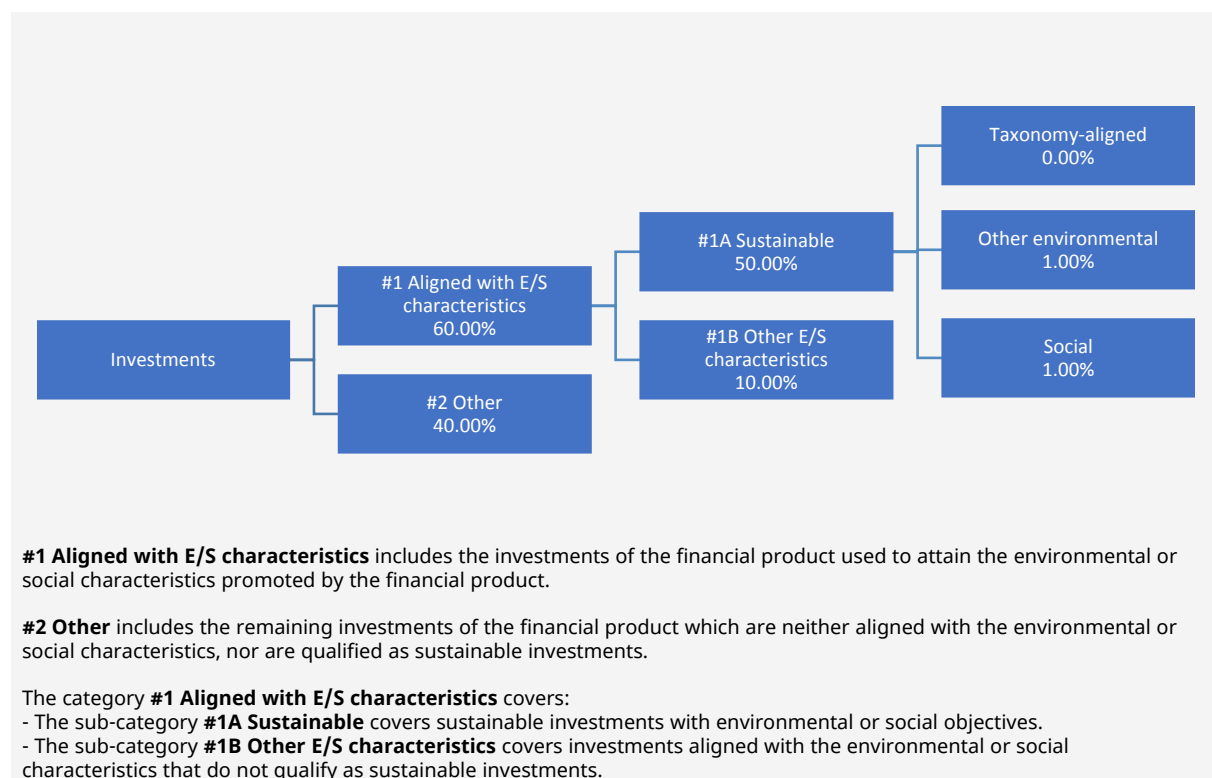 Investments
#1 Aligned with E/S
characteristics
60.00%
#2 Other
40.00%
#1A Sustainable
50.00%
#1B Other E/S
characteristics
10.00%
Taxonomy-aligned
0.00%
Other environmental
1.00%
Social
1.00%
#1 Aligned with E/S characteristics includes the investments of the financial product used to attain the environmental or
social characteristics promoted by the financial product.
#2 Other includes the remaining investments of the financial product which are neither aligned with the environmental or
social characteristics, nor are qualified as sustainable investments.
The category #1 Aligned with E/S characteristics covers:
- The sub-category #1A Sustainable covers sustainable investments with environmental or social objectives.
- The sub-category #1B Other E/S characteristics covers investments aligned with the environmental or social
characteristics that do not qualify as sustainable investments.